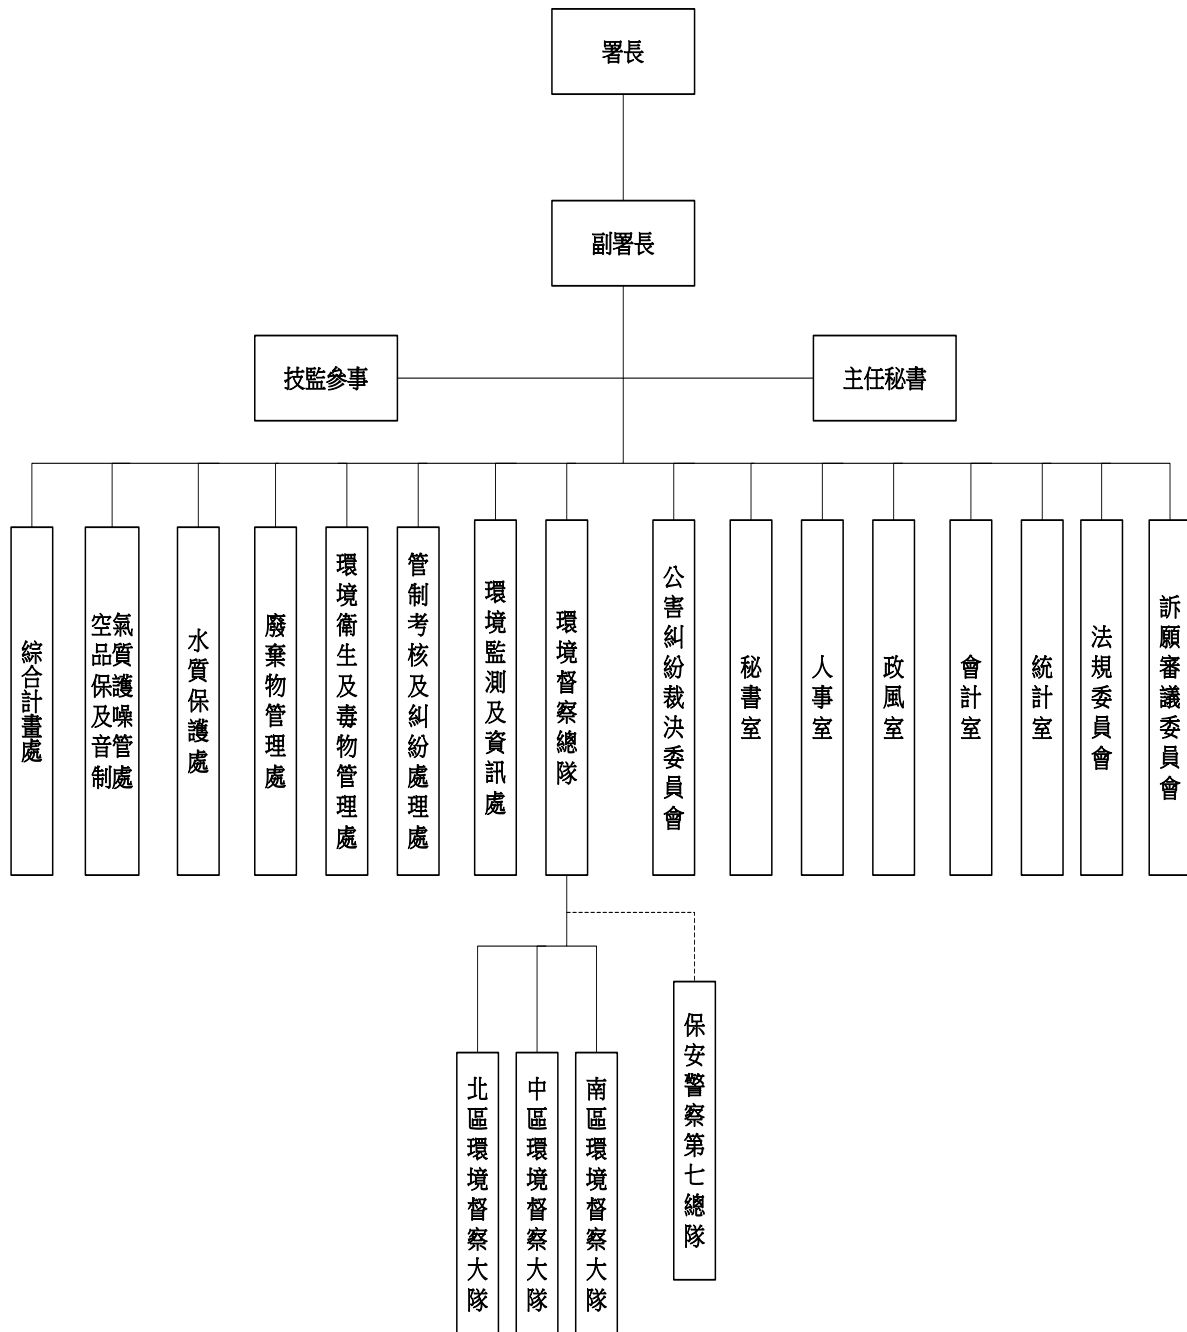 署長
副署長
技監參事
主任秘書
綜合計畫處
空氣
品質
保護
及噪
音管
制處
水質保護處
廢棄物管理處
環境衛生及毒物管理處
管制考核及糾紛處理處
環境監測及資訊處
環境督察總隊
公害糾紛裁決委員會
秘書室
人事室
政風室
會計室
統計室
法規委員會
訴願審議委員會
北區環境督察大隊
中區環境督察大隊
南區環境督察大隊
保安警察第七總隊